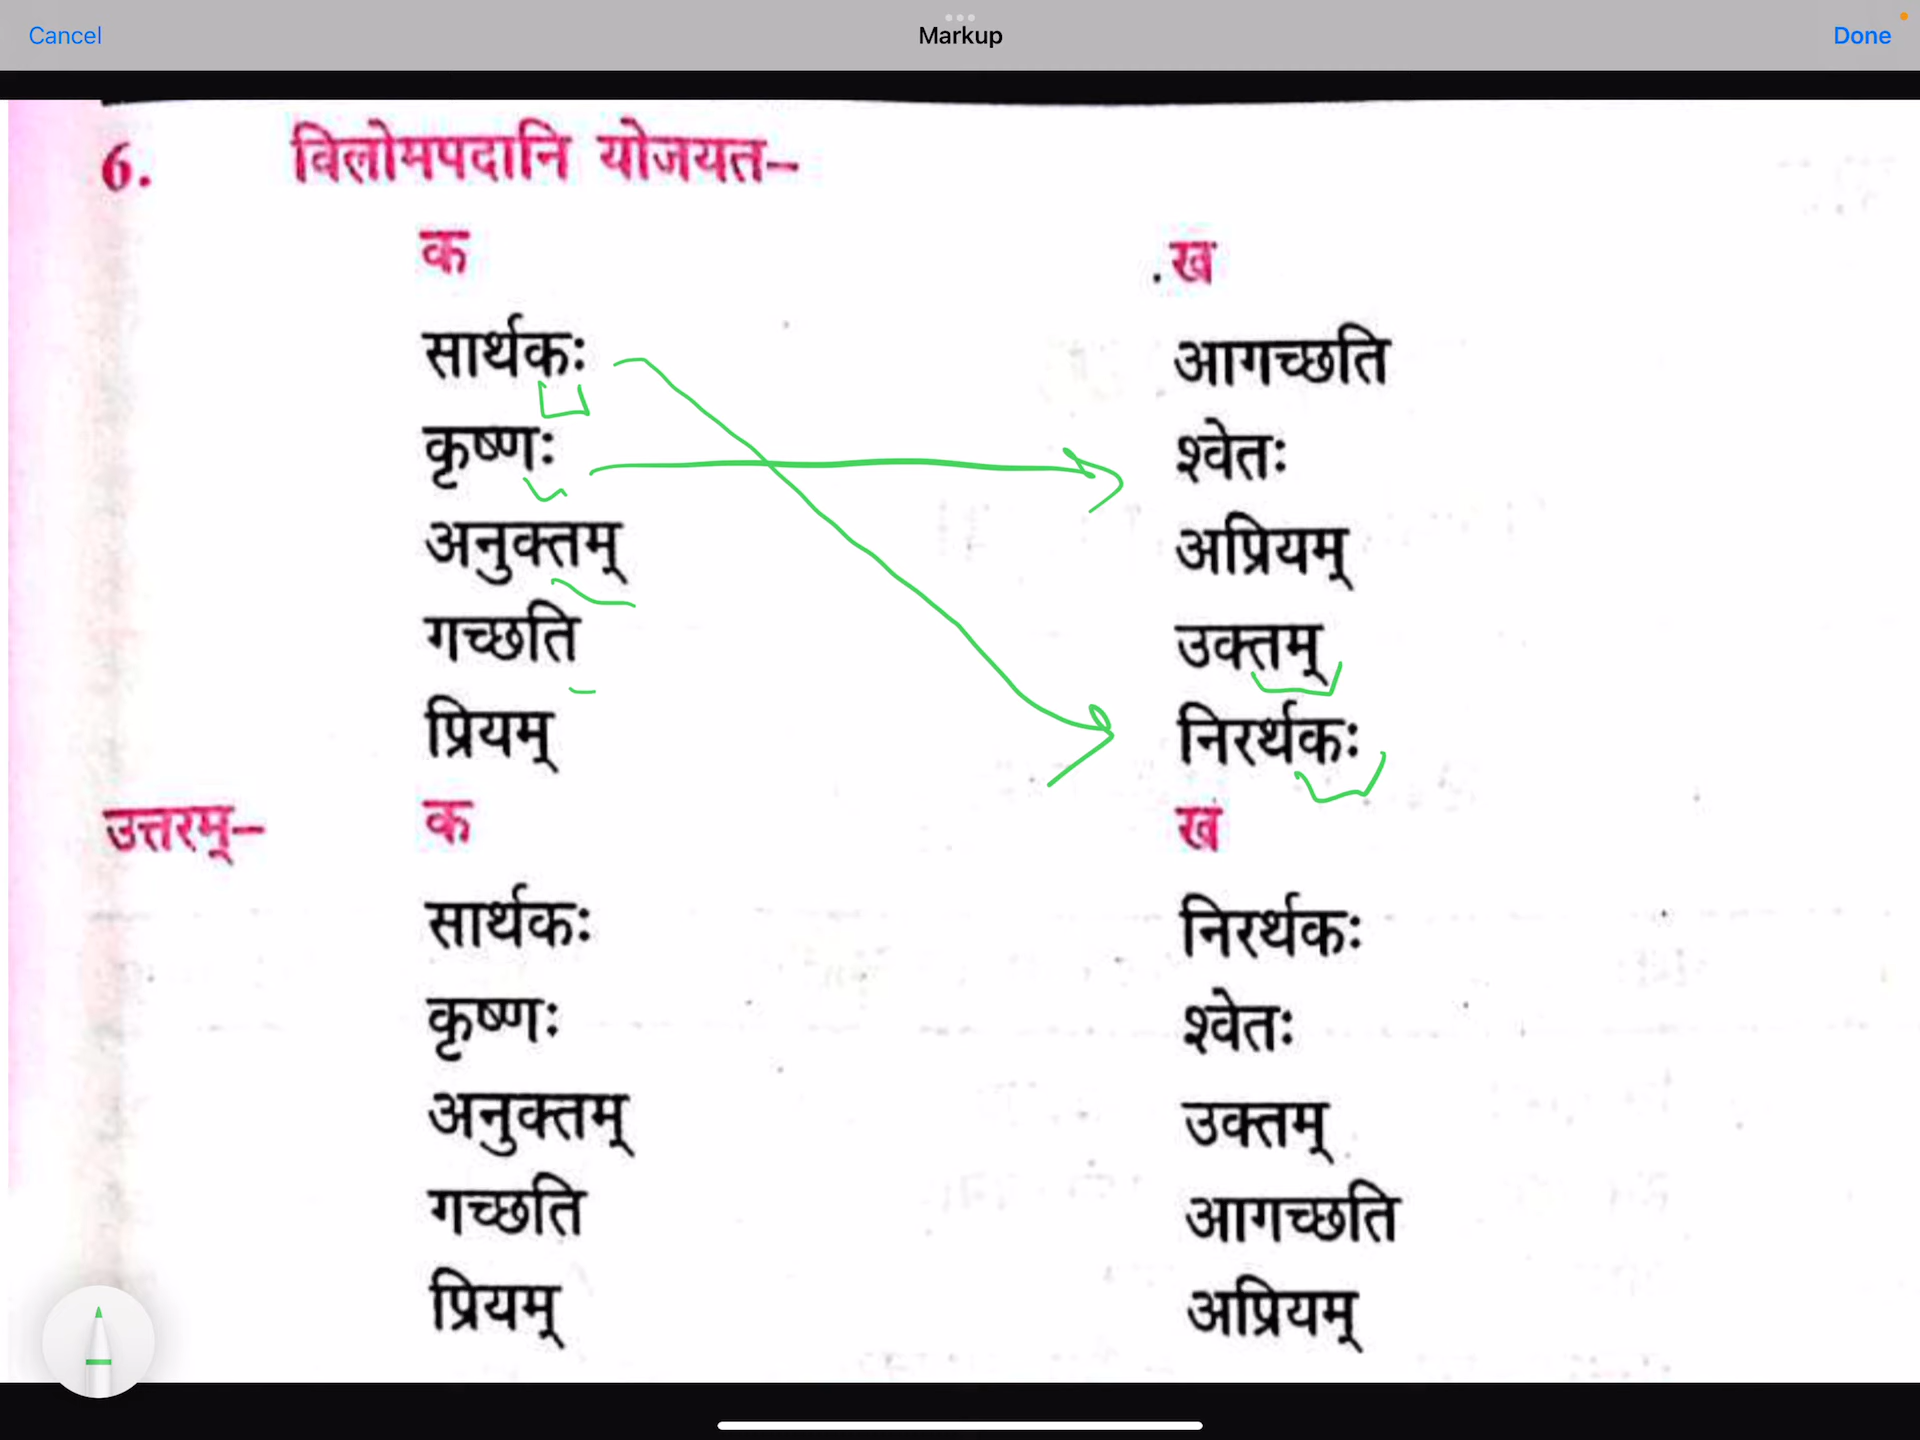 Cancel Markup Done
6. विलोमपदानि योजयत–
क .ख
सार्थकः आगच्छति
कृष्णः श्वेतः
अनुक्तम् अप्रियम्
गच्छति उक्तम्
प्रियम् निरर्थकः
उत्तरम्– क ख
सार्थकः निरर्थकः
कृष्णः श्वेतः
अनुक्तम् उक्तम्
गच्छति आगच्छति
प्रियम् अप्रियम्